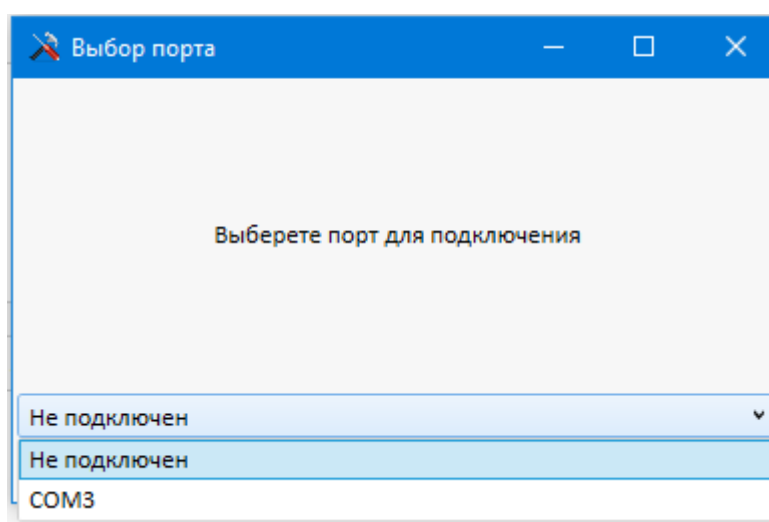 Выбор порта
Выберете порт для подключения
Не подключен
Не подключен
COM3